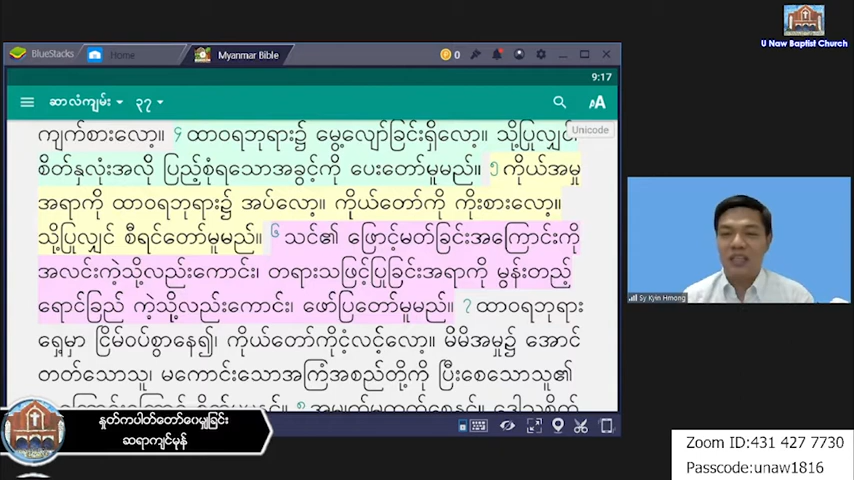 U Naw Baptist Church
BlueStacks
Home
Myanmar Bible
0
9:17
ဆာလံကျမ်း
၃၇
AA
Unicode
ကျက်စားလော့။ ၄ ထာဝရဘုရား၌ မွေ့လျော်ခြင်းရှိလော့။ သို့ပြုလျှင်၊
စိတ်နှလုံးအလို ပြည့်စုံရသောအခွင့်ကို ပေးတော်မူမည်။ ၅ ကိုယ်အမှု
အရာကို ထာဝရဘုရား၌ အပ်လော့။ ကိုယ်တော်ကို ကိုးစားလော့။
သို့ပြုလျှင် စီရင်တော်မူမည်။ ၆ သင်၏ ဖြောင့်မတ်ခြင်းအကြောင်းကို
အလင်းကဲ့သို့လည်းကောင်း၊ တရားသဖြင့်ပြုခြင်းအရာကို မွန်းတည့်
ရောင်ခြည် ကဲ့သို့လည်းကောင်း၊ ဖော်ပြတော်မူမည်။ ၇ ထာဝရဘုရား
ရှေ့မှာ ငြိမ်ဝပ်စွာနေ၍၊ ကိုယ်တော်ကိုငံ့လင့်လော့။ မိမိအမှု၌ အောင်
တတ်သောသူ၊ မကောင်းသောအကြံအစည်တို့ကို ပြီးစေသောသူ၏
Sy Kyin Hmong
နှုတ်ကပါတ်တော်ဝေမျှခြင်း
ဆရာကျင်မုန်
Zoom ID:431 427 7730
Passcode:unaw1816